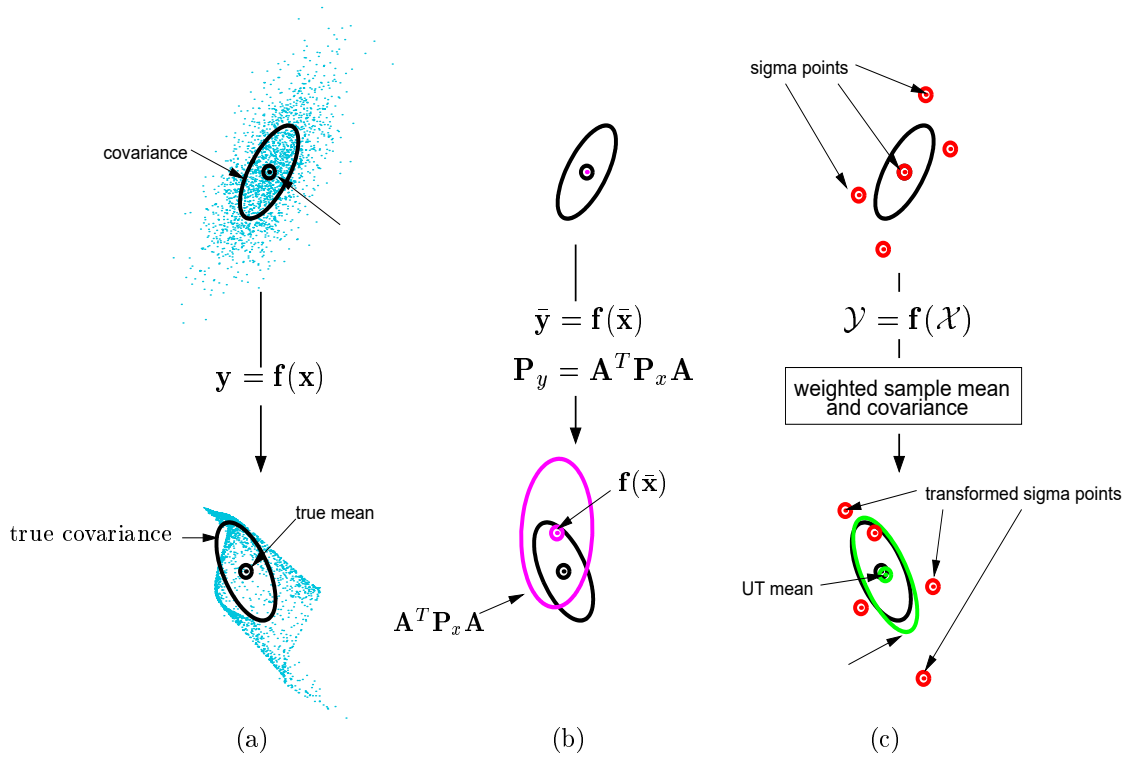 covariance
y = f(x)
true covariance
true mean
(a)
ȳ = f(x̄)
P_y = A^T P_x A
f(x̄)
A^T P_x A
(b)
sigma points
𝒴 = f(𝒳)
weighted sample mean
and covariance
transformed sigma points
UT mean
(c)